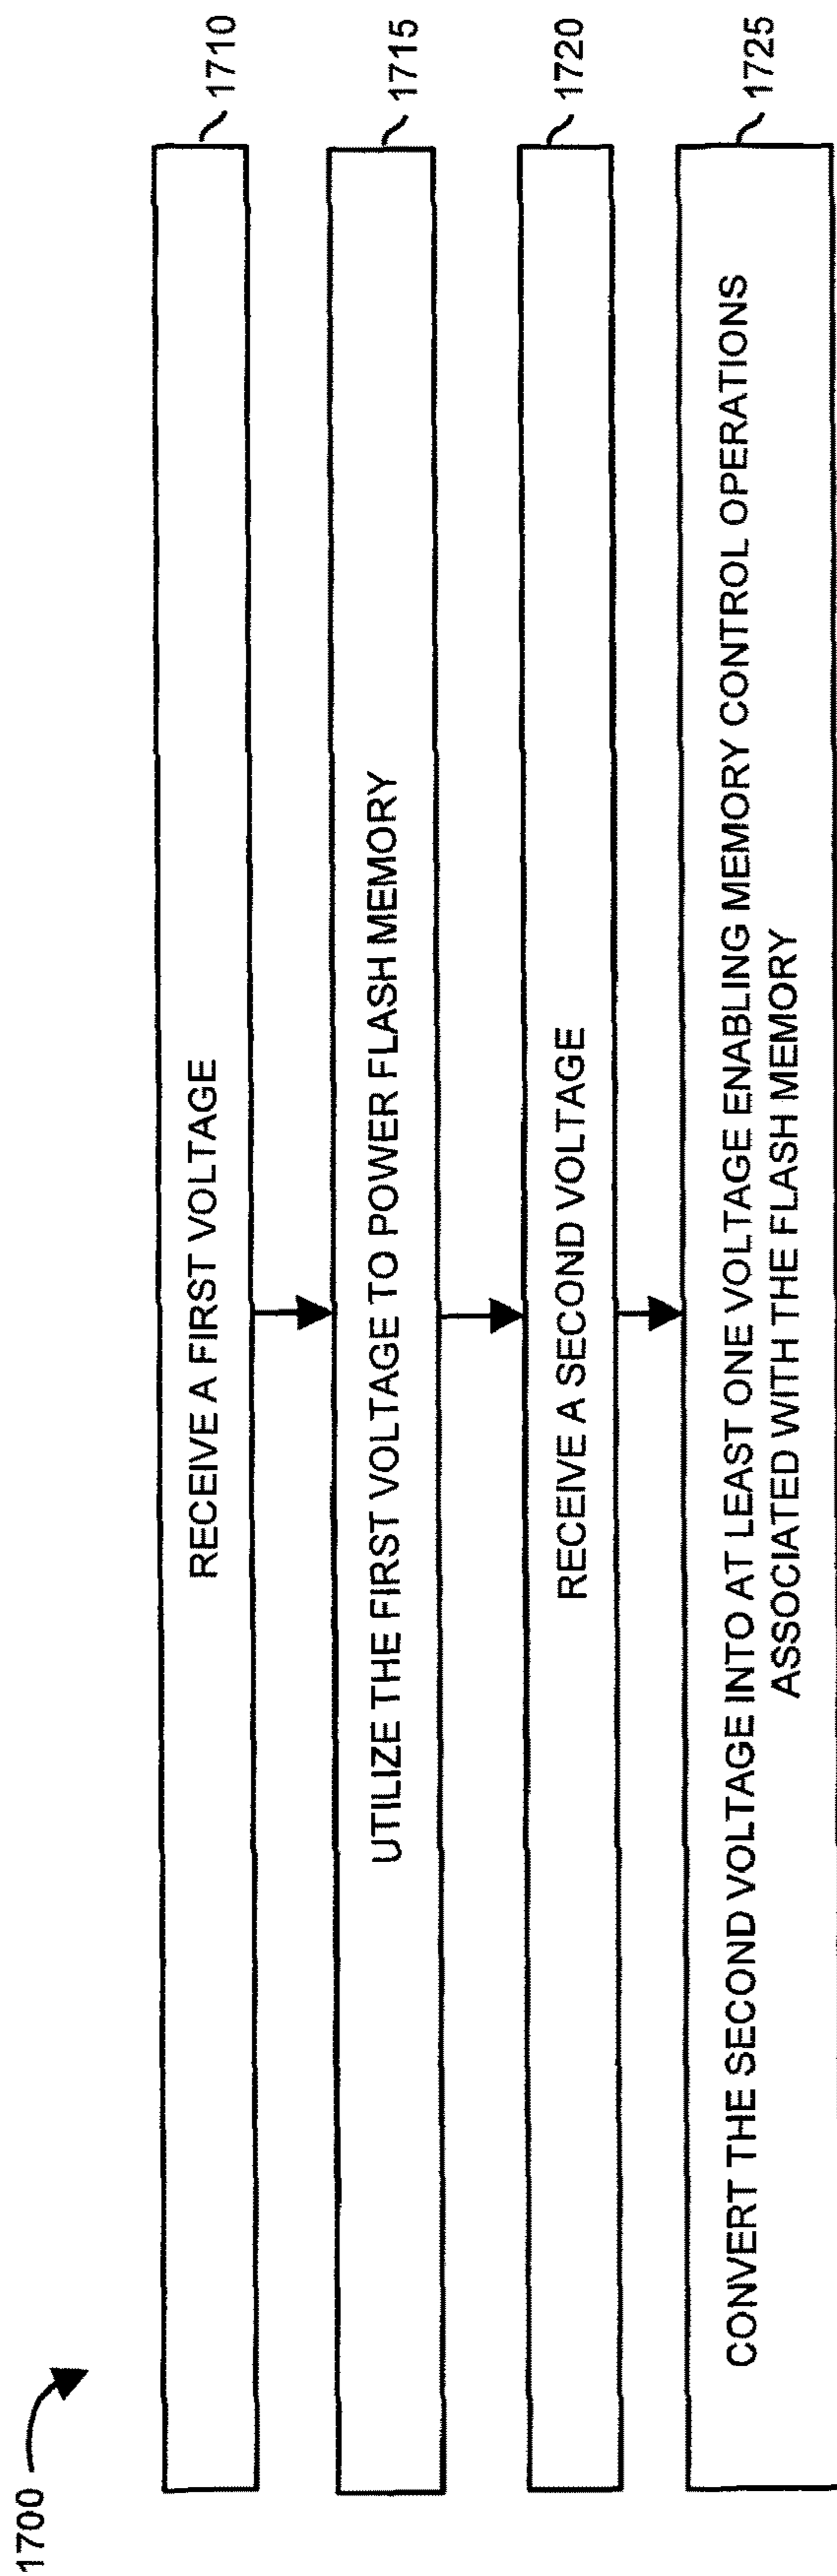 1700
RECEIVE A FIRST VOLTAGE
1710
UTILIZE THE FIRST VOLTAGE TO POWER FLASH MEMORY
1715
RECEIVE A SECOND VOLTAGE
1720
CONVERT THE SECOND VOLTAGE INTO AT LEAST ONE VOLTAGE ENABLING MEMORY CONTROL OPERATIONS
ASSOCIATED WITH THE FLASH MEMORY
1725